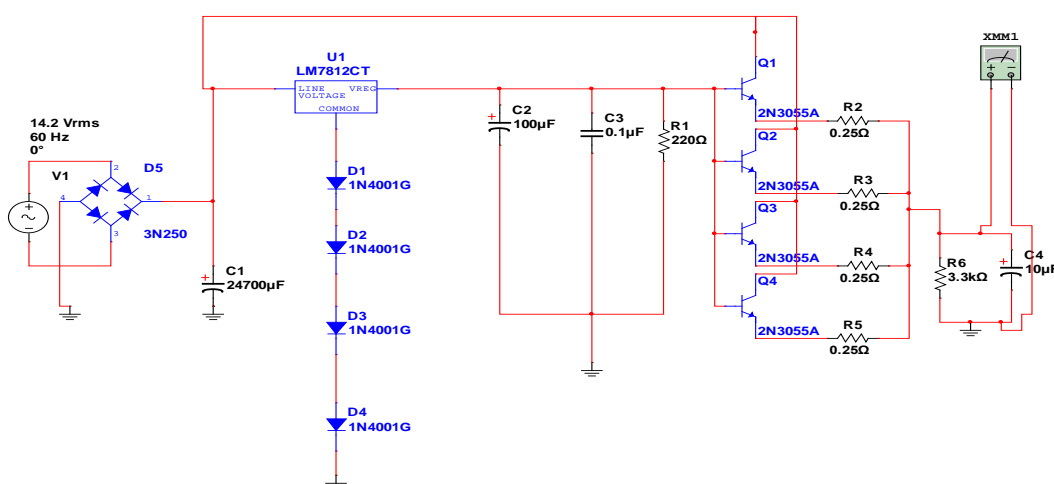 XMM1
U1
LM7812CT
LINE VOLTAGE
VREG
COMMON
Q1
C2
100µF
C3
0.1µF
R1
220Ω
R2
0.25Ω
14.2 Vrms
60 Hz
0°
V1
D5
2
4
1
3
3N250
D1
1N4001G
Q2
2N3055A
R3
0.25Ω
D2
1N4001G
Q3
2N3055A
R4
0.25Ω
C1
24700µF
D3
1N4001G
Q4
2N3055A
R5
0.25Ω
2N3055A
R6
3.3kΩ
C4
10µF
D4
1N4001G